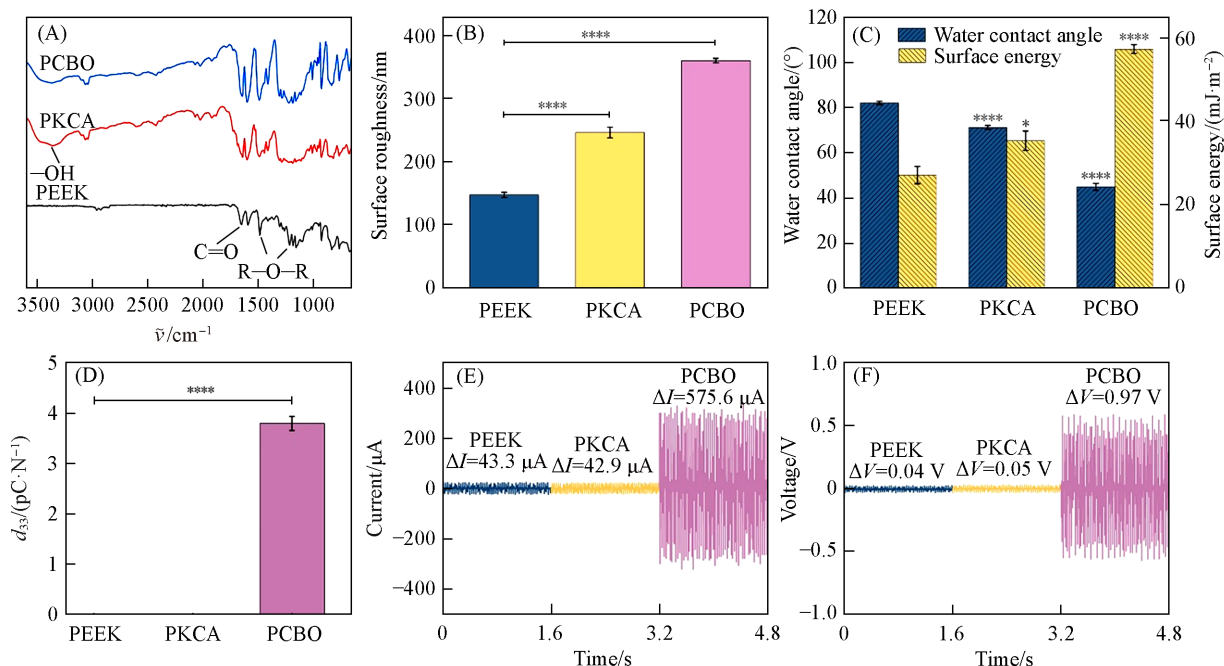 (A)
PCBO
PKCA
—OH
PEEK
C=O
R—O—R
3500 3000 2500 2000 1500 1000
ṽ/cm⁻¹
(B)
****
****
Surface roughness/nm
400
300
200
100
0
PEEK PKCA PCBO
(C)
Water contact angle
Surface energy
****
**** *
****
Water contact angle/(°)
120
100
80
60
40
20
0
PEEK PKCA PCBO
60
40
20
0
Surface energy/(mJ·m⁻²)
(D)
****
d₃₃/(pC·N⁻¹)
5
4
3
2
1
0
PEEK PKCA PCBO
(E)
PCBO
ΔI=575.6 μA
PEEK
ΔI=43.3 μA
PKCA
ΔI=42.9 μA
Current/μA
400
200
0
−200
−400
0 1.6 3.2 4.8
Time/s
(F)
PCBO
ΔV=0.97 V
PEEK
ΔV=0.04 V
PKCA
ΔV=0.05 V
Voltage/V
1.0
0.5
0
−0.5
−1.0
0 1.6 3.2 4.8
Time/s